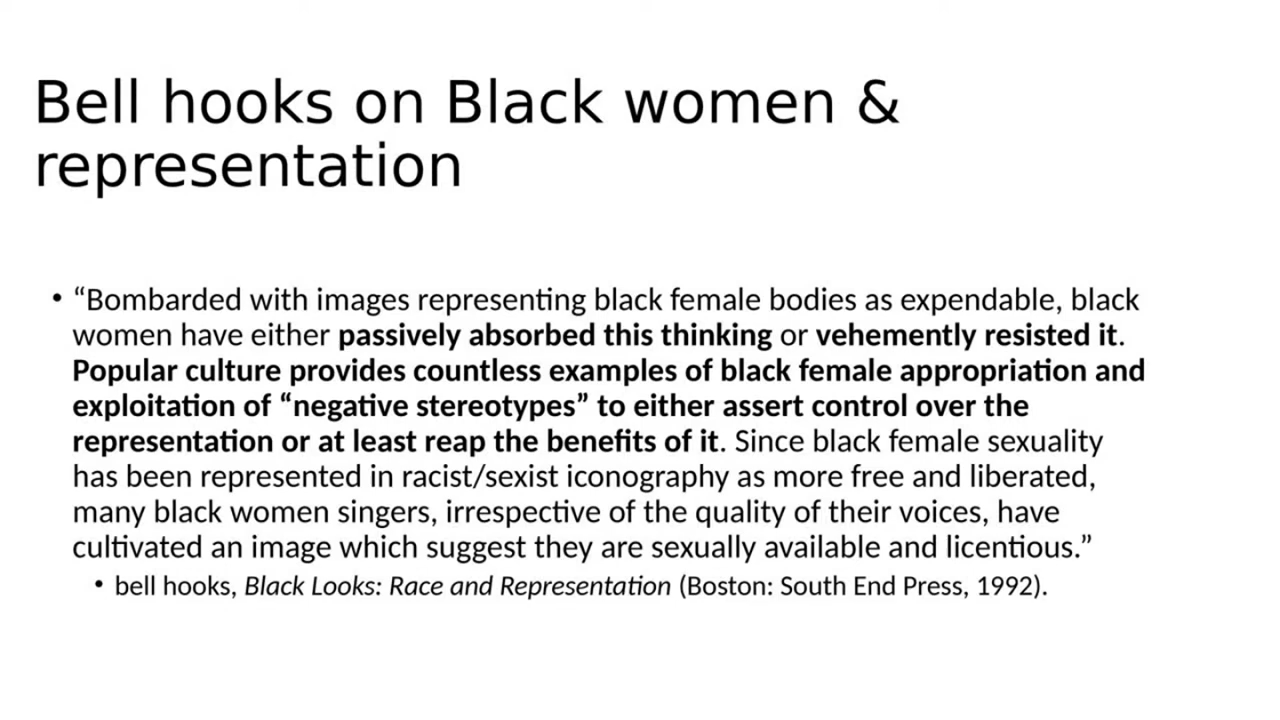 Bell hooks on Black women &
representation
• “Bombarded with images representing black female bodies as expendable, black
women have either passively absorbed this thinking or vehemently resisted it.
Popular culture provides countless examples of black female appropriation and
exploitation of “negative stereotypes” to either assert control over the
representation or at least reap the benefits of it. Since black female sexuality
has been represented in racist/sexist iconography as more free and liberated,
many black women singers, irrespective of the quality of their voices, have
cultivated an image which suggest they are sexually available and licentious.”
• bell hooks, Black Looks: Race and Representation (Boston: South End Press, 1992).